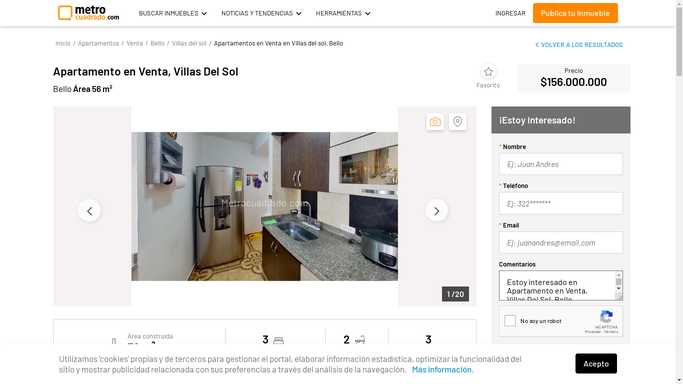 metro
cuadrado.com
BUSCAR INMUEBLES
NOTICIAS Y TENDENCIAS
HERRAMIENTAS
INGRESAR
Publica tu Inmueble
Inicio / Apartamentos / Venta / Bello / Villas del sol / Apartamentos en Venta en Villas del sol, Bello
VOLVER A LOS RESULTADOS
Apartamento en Venta, Villas Del Sol
Bello Área 56 m²
Favorito
Precio
$156.000.000
Metrocuadrado.com
1 / 20
¡Estoy Interesado!
* Nombre
Ej: Juan Andres
* Teléfono
Ej: 322*******
* Email
Ej: juanandres@email.com
Comentarios
Estoy interesado en
Apartamento en Venta,
Villas Del Sol, Bello
No soy un robot
reCAPTCHA
Privacidad - Términos
Área construida
3
2
3
Utilizamos 'cookies' propias y de terceros para gestionar el portal, elaborar información estadística, optimizar la funcionalidad del
sitio y mostrar publicidad relacionada con sus preferencias a través del análisis de la navegación. Más información.
Acepto